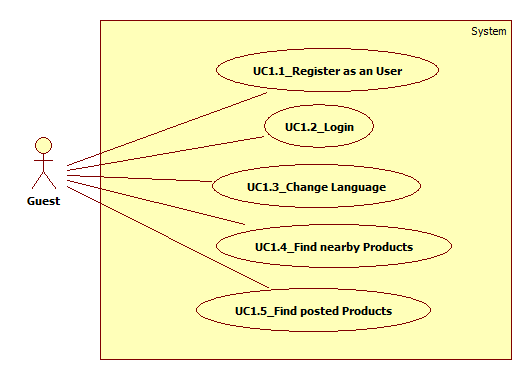 System
UC1.1_Register as an User
UC1.2_Login
UC1.3_Change Language
Guest
UC1.4_Find nearby Products
UC1.5_Find posted Products